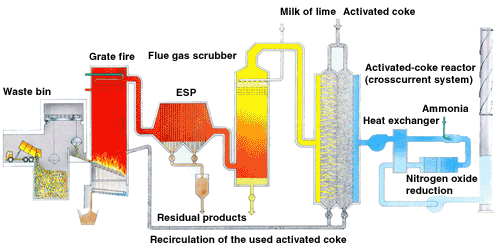 Milk of lime Activated coke
Grate fire
Flue gas scrubber
Activated-coke reactor
(crosscurrent system)
Waste bin
ESP
Ammonia
Heat exchanger
Nitrogen oxide
reduction
Residual products
Recirculation of the used activated coke